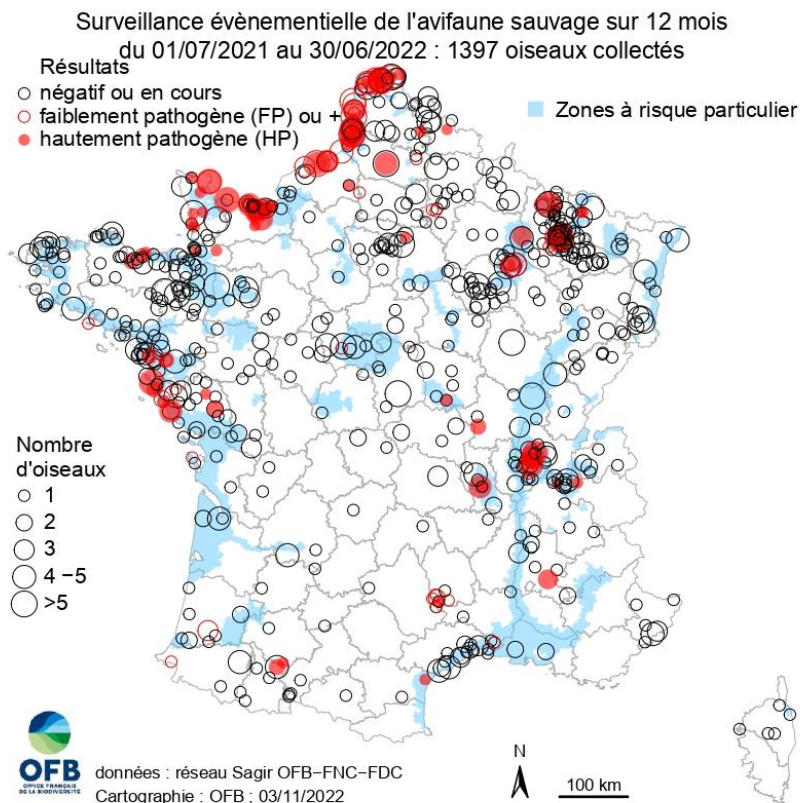 Surveillance évènementielle de l'avifaune sauvage sur 12 mois
du 01/07/2021 au 30/06/2022 : 1397 oiseaux collectés
Résultats
négatif ou en cours
faiblement pathogène (FP) ou +
hautement pathogène (HP)
Zones à risque particulier
Nombre
d'oiseaux
1
2
3
4 −5
>5
OFB
OFFICE FRANÇAIS
DE LA BIODIVERSITÉ
données : réseau Sagir OFB−FNC−FDC
Cartographie : OFB ; 03/11/2022
N
100 km